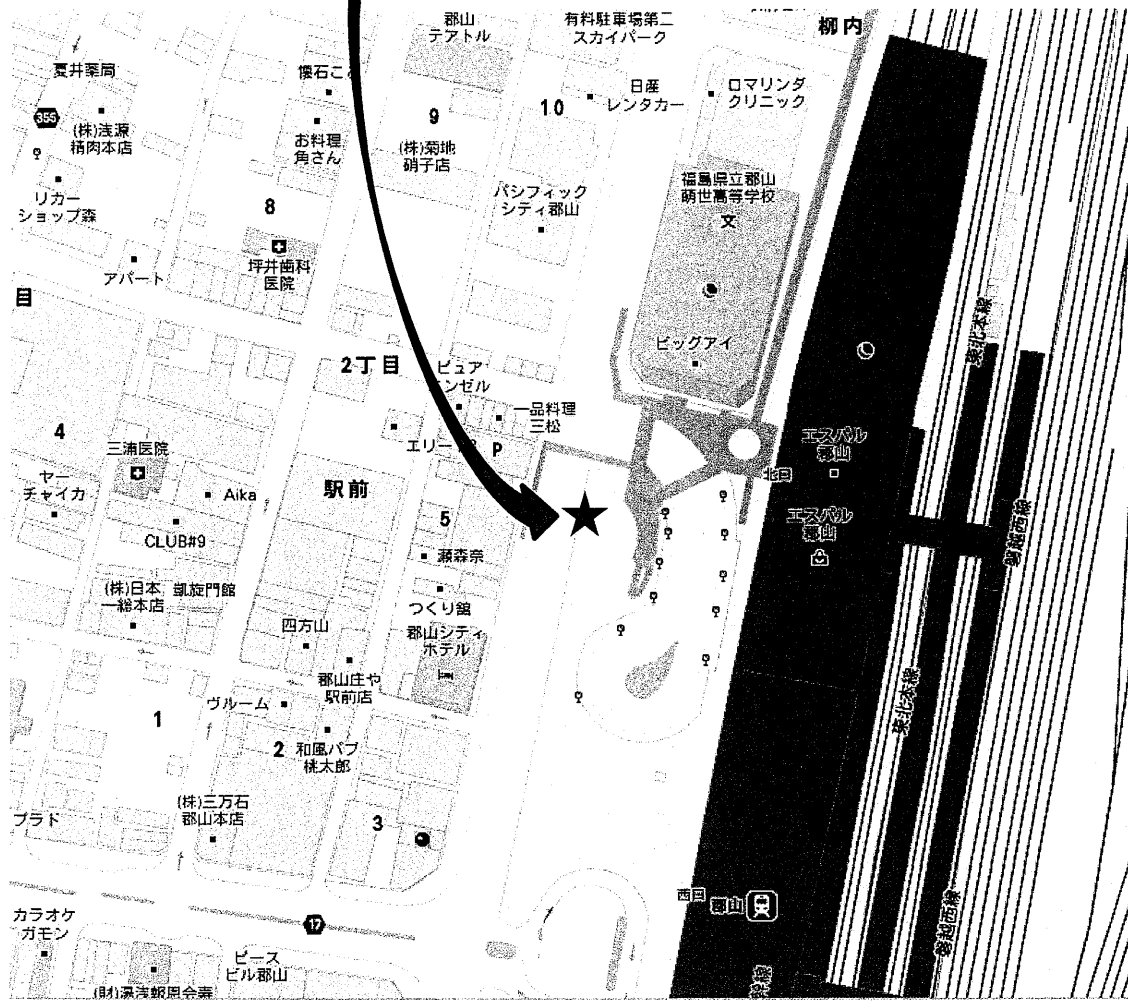 郡山
テアトル
有料駐車場第二
スカイパーク
柳内
夏井薬局
懐石こ
日産
レンタカー
ロマリンダ
クリニック
355
(株)浅源
精肉本店
お料理
角さん
9
10
(株)菊地
硝子店
リカー
ショップ森
8
パシフィック
シティ郡山
福島県立郡山
萌世高等学校
文
アパート
坪井歯科
医院
目
2丁目
ビッグアイ
東北本線
ピュア
ンゼル
一品料理
三松
4
三浦医院
エリー
P
エスパル
郡山
北口
ヤー
チャイカ
Aika
駅前
5
エスパル
郡山
磐越西線
CLUB#9
瀬森奈
(株)日本
一総本店
凱旋門館
つくり舘
四方山
郡山シティ
ホテル
郡山庄や
駅前店
東北本線
ヴルーム
1
2
和風パブ
桃太郎
(株)三万石
郡山本店
プラド
3
西口
郡山
カラオケ
ガモン
17
ピース
ビル郡山
磐越西線
(財)湯浅報恩会寿